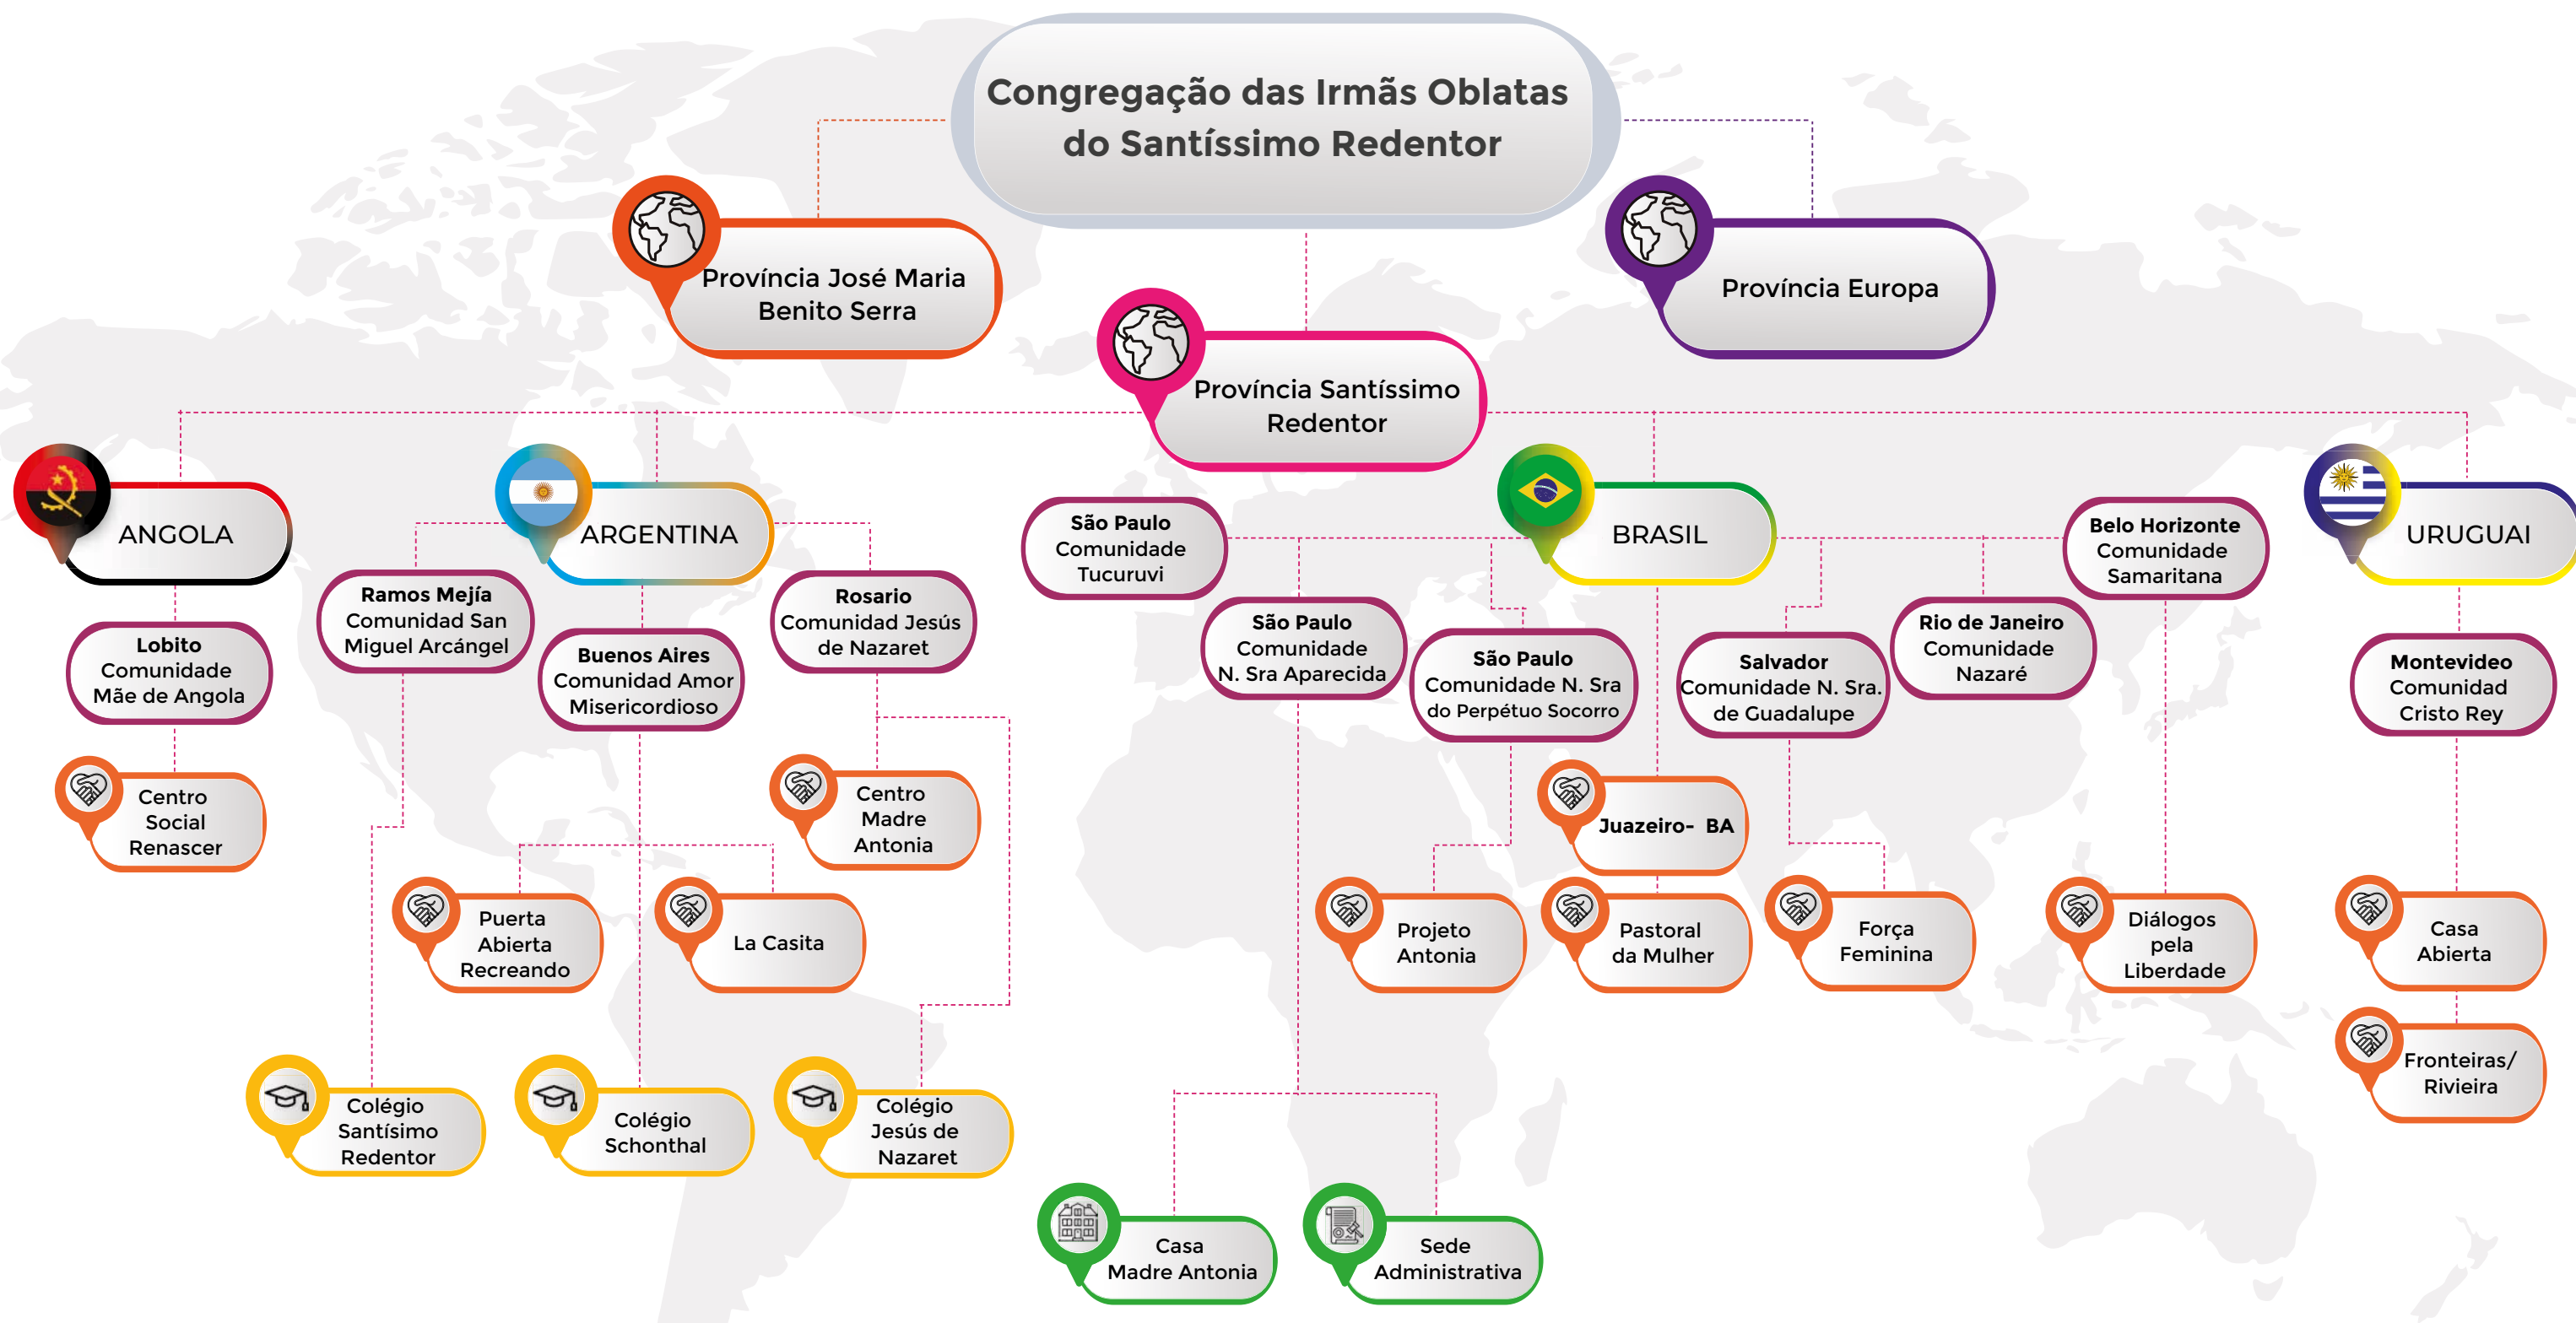 Congregação das Irmãs Oblatas
do Santíssimo Redentor
Província José Maria
Benito Serra
Província Europa
Província Santíssimo
Redentor
ANGOLA
ARGENTINA
BRASIL
URUGUAI
Lobito
Comunidade
Mãe de Angola
Ramos Mejía
Comunidad San
Miguel Arcángel
Buenos Aires
Comunidad Amor
Misericordioso
Rosario
Comunidad Jesús
de Nazaret
São Paulo
Comunidade
Tucuruvi
São Paulo
Comunidade
N. Sra Aparecida
São Paulo
Comunidade N. Sra
do Perpétuo Socorro
Salvador
Comunidade N. Sra.
de Guadalupe
Rio de Janeiro
Comunidade
Nazaré
Belo Horizonte
Comunidade
Samaritana
Montevideo
Comunidad
Cristo Rey
Centro
Social
Renascer
Centro
Madre
Antonia
Juazeiro- BA
Puerta
Abierta
Recreando
La Casita
Projeto
Antonia
Pastoral
da Mulher
Força
Feminina
Diálogos
pela
Liberdade
Casa
Abierta
Fronteiras/
Rivieira
Colégio
Santísimo
Redentor
Colégio
Schonthal
Colégio
Jesús de
Nazaret
Casa
Madre Antonia
Sede
Administrativa